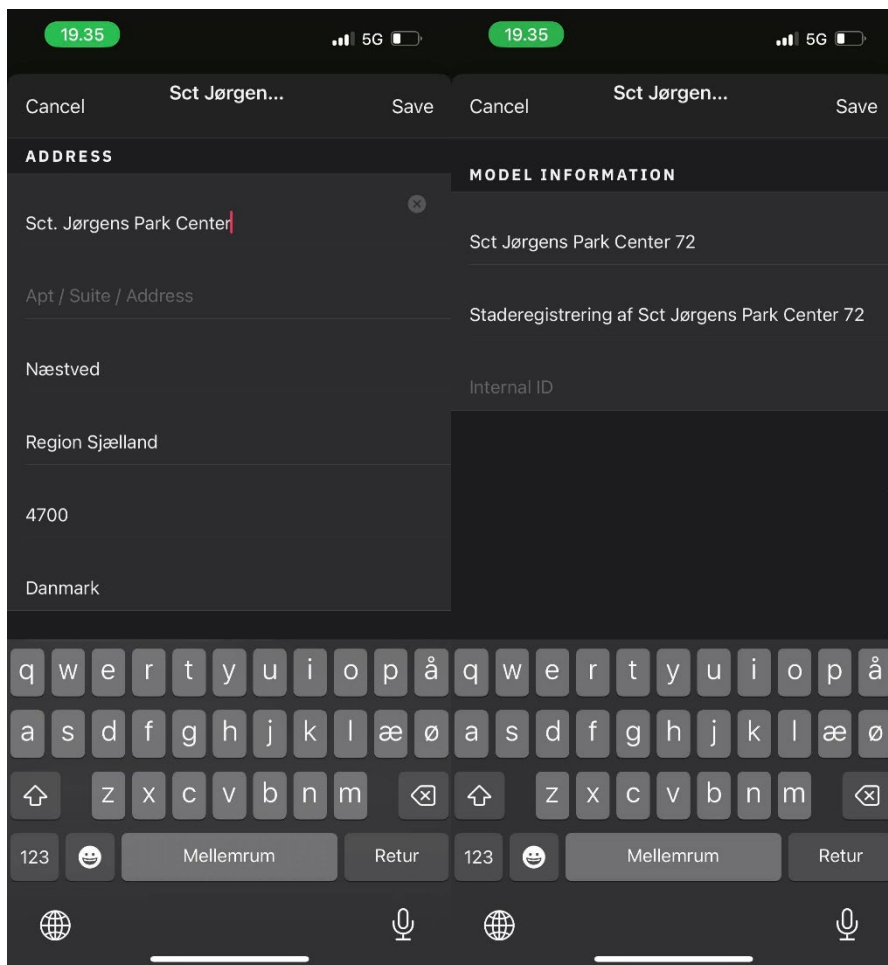 19.35
5G
Cancel
Sct Jørgen...
Save
ADDRESS
Sct. Jørgens Park Center
Apt / Suite / Address
Næstved
Region Sjælland
4700
Danmark
q w e r t y u i o p å
a s d f g h j k l æ ø
z x c v b n m
123
Mellemrum
Retur
19.35
5G
Cancel
Sct Jørgen...
Save
MODEL INFORMATION
Sct Jørgens Park Center 72
Staderegistrering af Sct Jørgens Park Center 72
Internal ID
q w e r t y u i o p å
a s d f g h j k l æ ø
z x c v b n m
123
Mellemrum
Retur